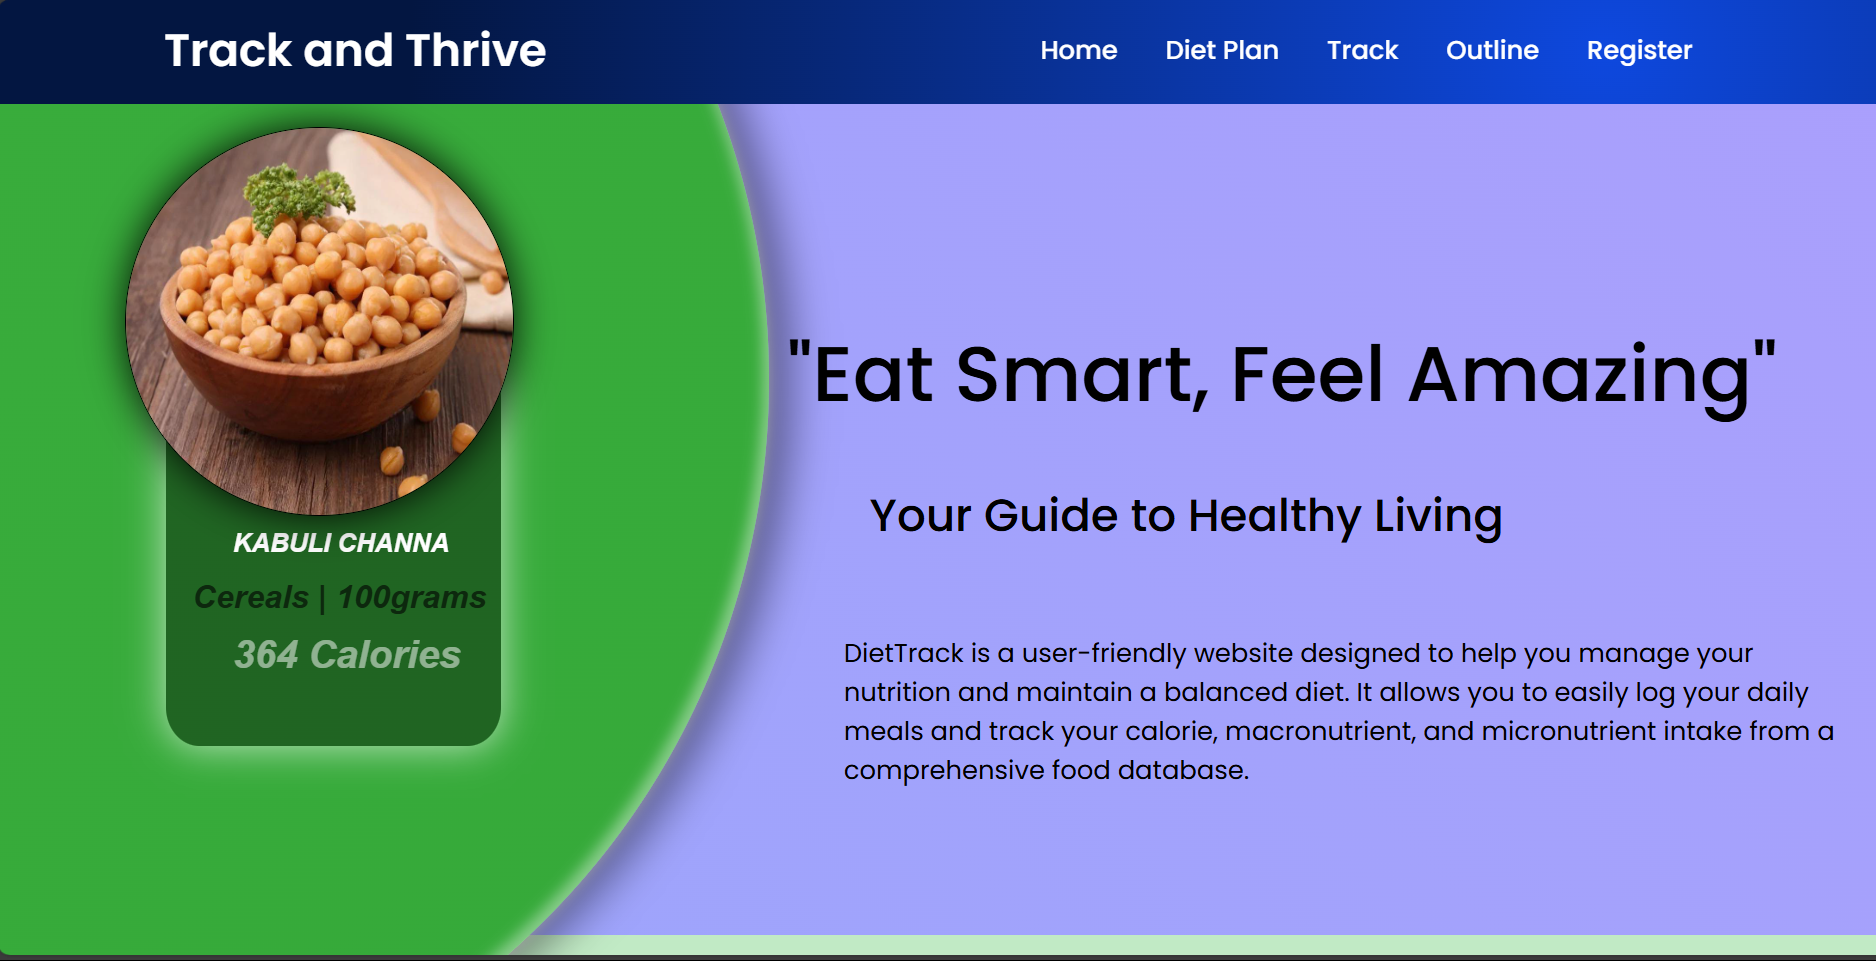 Track and Thrive
Home Diet Plan Track Outline Register
"Eat Smart, Feel Amazing"
Your Guide to Healthy Living
DietTrack is a user-friendly website designed to help you manage your
nutrition and maintain a balanced diet. It allows you to easily log your daily
meals and track your calorie, macronutrient, and micronutrient intake from a
comprehensive food database.
KABULI CHANNA
Cereals | 100grams
364 Calories